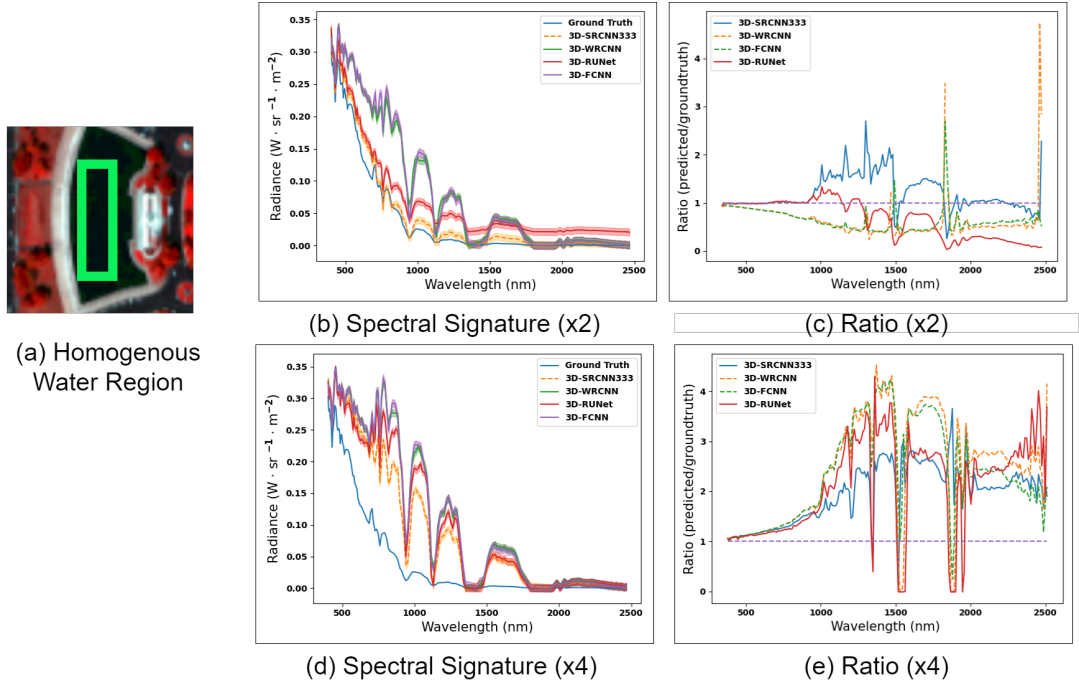 0.35
0.30
0.25
0.20
0.15
0.10
0.05
0.00
Radiance (W · sr⁻¹ · m⁻²)
Ground Truth
3D-SRCNN333
3D-WRCNN
3D-RUNet
3D-FCNN
500 1000 1500 2000 2500
Wavelength (nm)
(b) Spectral Signature (x2)
4
3
2
1
0
Ratio (predicted/groundtruth)
3D-SRCNN333
3D-WRCNN
3D-FCNN
3D-RUNet
500 1000 1500 2000 2500
Wavelength (nm)
(c) Ratio (x2)
(a) Homogenous
Water Region
0.35
0.30
0.25
0.20
0.15
0.10
0.05
0.00
Radiance (W · sr⁻¹ · m⁻²)
Ground Truth
3D-SRCNN333
3D-WRCNN
3D-RUNet
3D-FCNN
500 1000 1500 2000 2500
Wavelength (nm)
(d) Spectral Signature (x4)
4
3
2
1
0
Ratio (predicted/groundtruth)
3D-SRCNN333
3D-WRCNN
3D-FCNN
3D-RUNet
500 1000 1500 2000 2500
Wavelength (nm)
(e) Ratio (x4)